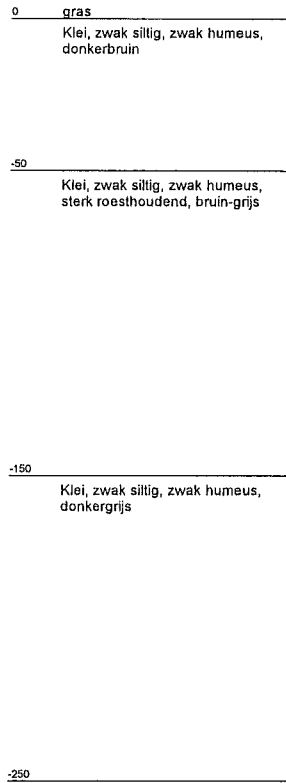 0 gras
Klei, zwak siltig, zwak humeus,
donkerbruin
-50
Klei, zwak siltig, zwak humeus,
sterk roesthoudend, bruin-grijs
-150
Klei, zwak siltig, zwak humeus,
donkergrijs
-250